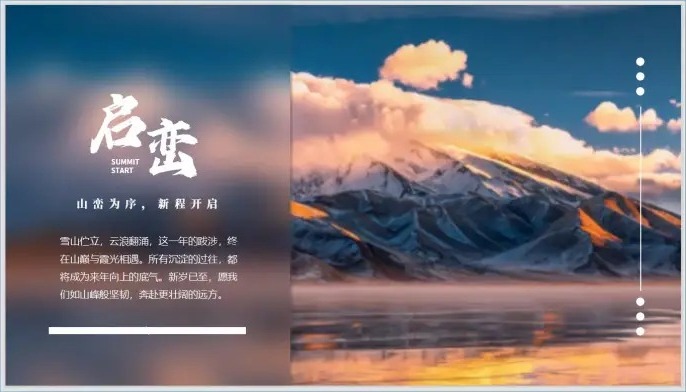 启峦
SUMMIT
START
山峦为序，新程开启
雪山伫立，云浪翻涌，这一年的跋涉，终
在山巅与霞光相遇。所有沉淀的过往，都
将成为来年向上的底气。新岁已至，愿我
们如山峰般坚韧，奔赴更壮阔的远方。